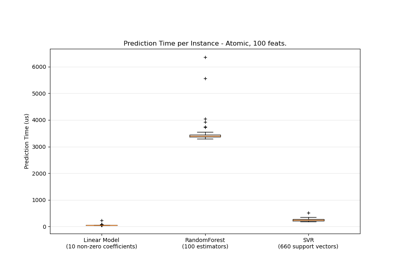 Prediction Time per Instance - Atomic, 100 feats.
Prediction Time (us)
6000
5000
4000
3000
2000
1000
0
Linear Model
(10 non-zero coefficients)
RandomForest
(100 estimators)
SVR
(660 support vectors)